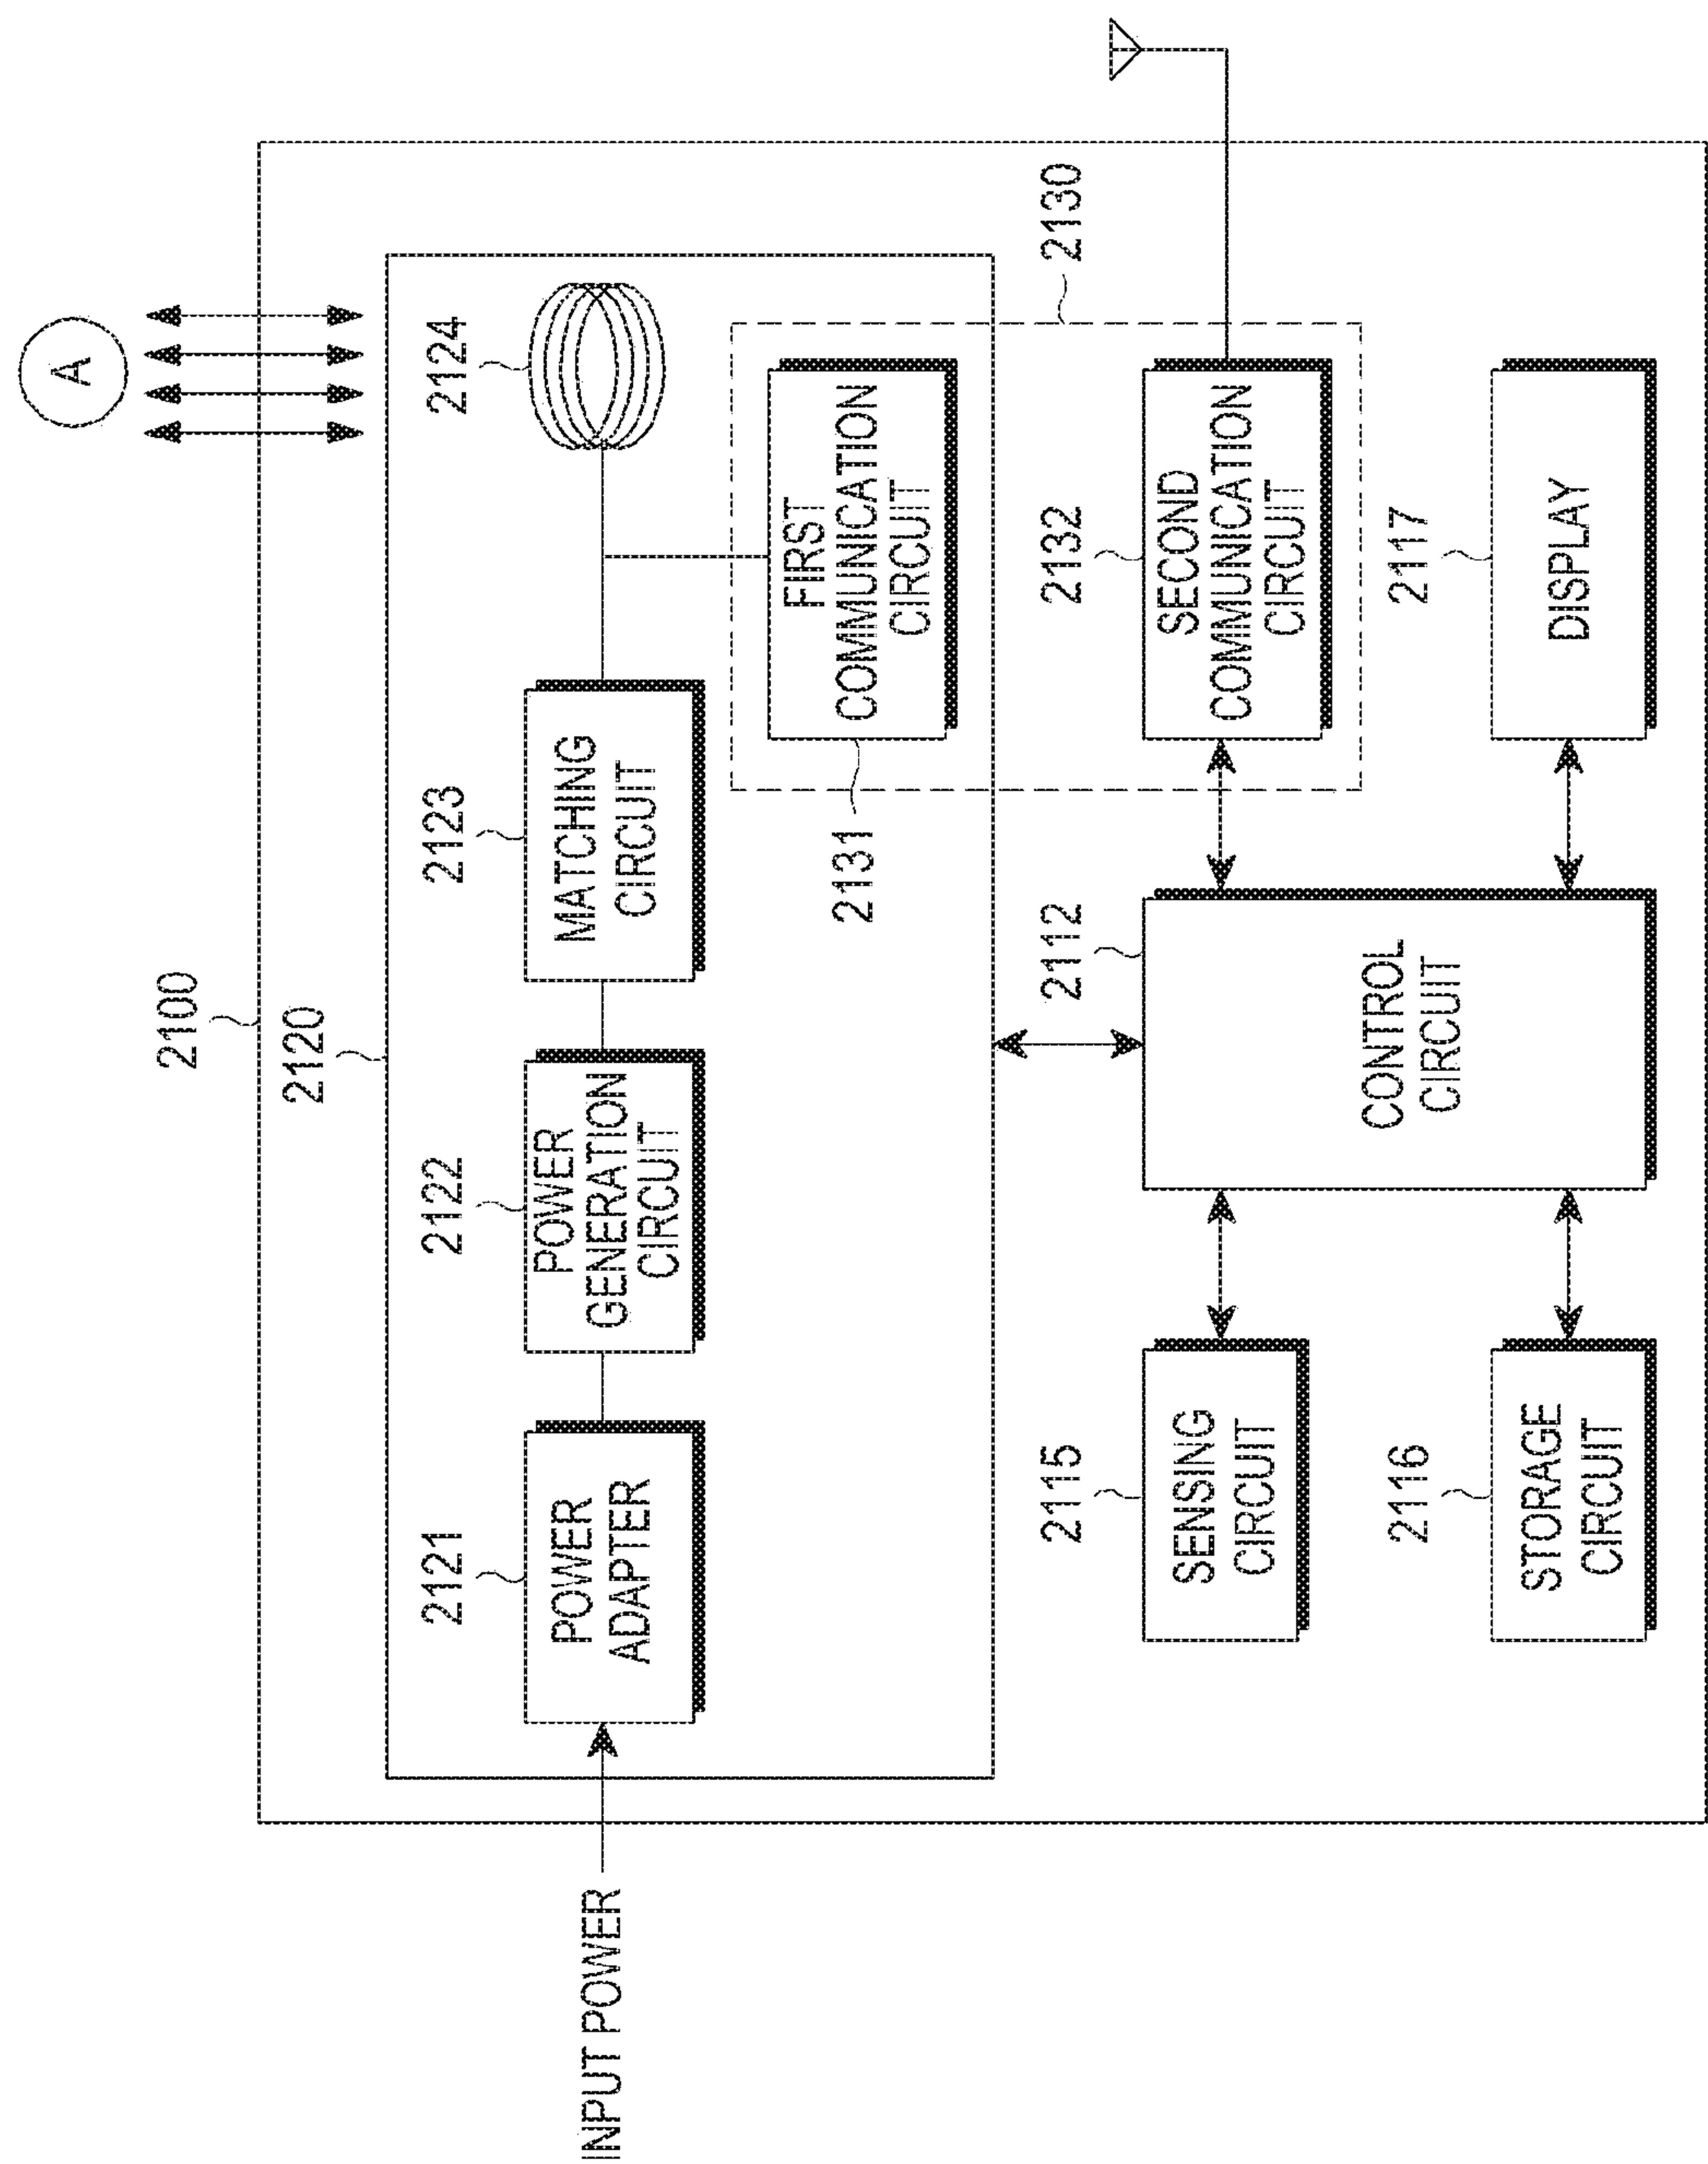 A
2100
2120
2121
2122
2123
2124
INPUT POWER
POWER
ADAPTER
POWER
GENERATION
CIRCUIT
MATCHING
CIRCUIT
FIRST
COMMUNICATION
CIRCUIT
2131
2130
2115
2112
2132
SENSING
CIRCUIT
CONTROL
CIRCUIT
SECOND
COMMUNICATION
CIRCUIT
2116
2117
STORAGE
CIRCUIT
DISPLAY